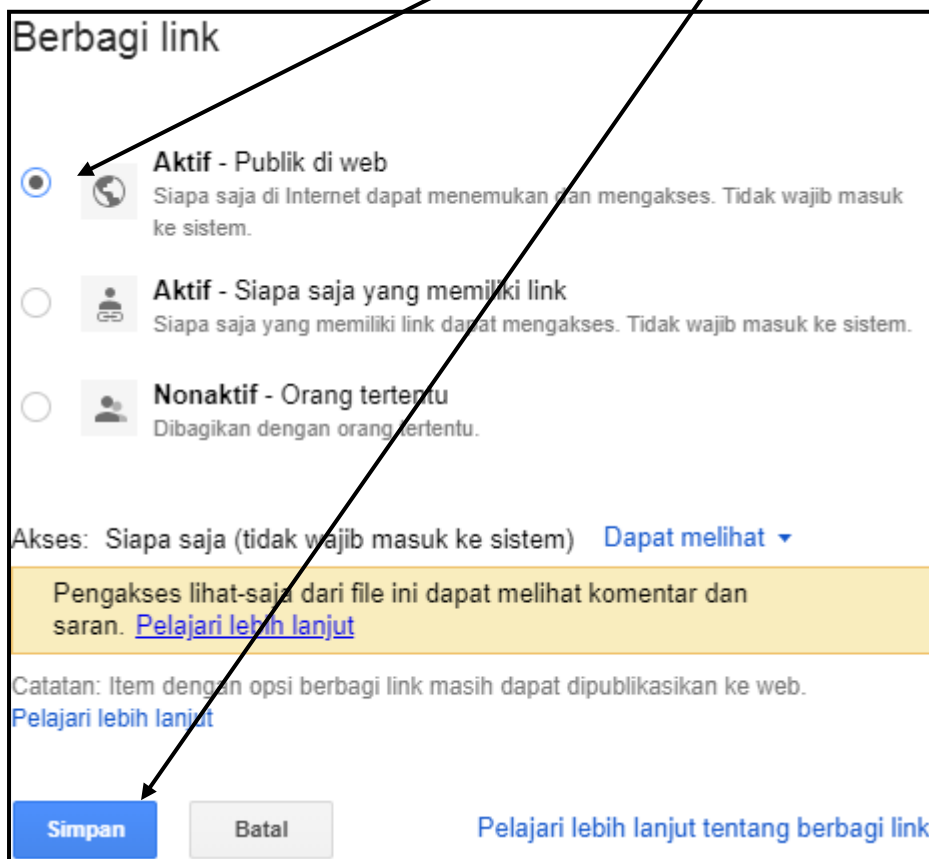 Berbagi link
Aktif - Publik di web
Siapa saja di Internet dapat menemukan dan mengakses. Tidak wajib masuk
ke sistem.
Aktif - Siapa saja yang memiliki link
Siapa saja yang memiliki link dapat mengakses. Tidak wajib masuk ke sistem.
Nonaktif - Orang tertentu
Dibagikan dengan orang tertentu.
Akses: Siapa saja (tidak wajib masuk ke sistem) Dapat melihat
Pengakses lihat-saja dari file ini dapat melihat komentar dan
saran. Pelajari lebih lanjut
Catatan: Item dengan opsi berbagi link masih dapat dipublikasikan ke web.
Pelajari lebih lanjut
Simpan Batal Pelajari lebih lanjut tentang berbagi link